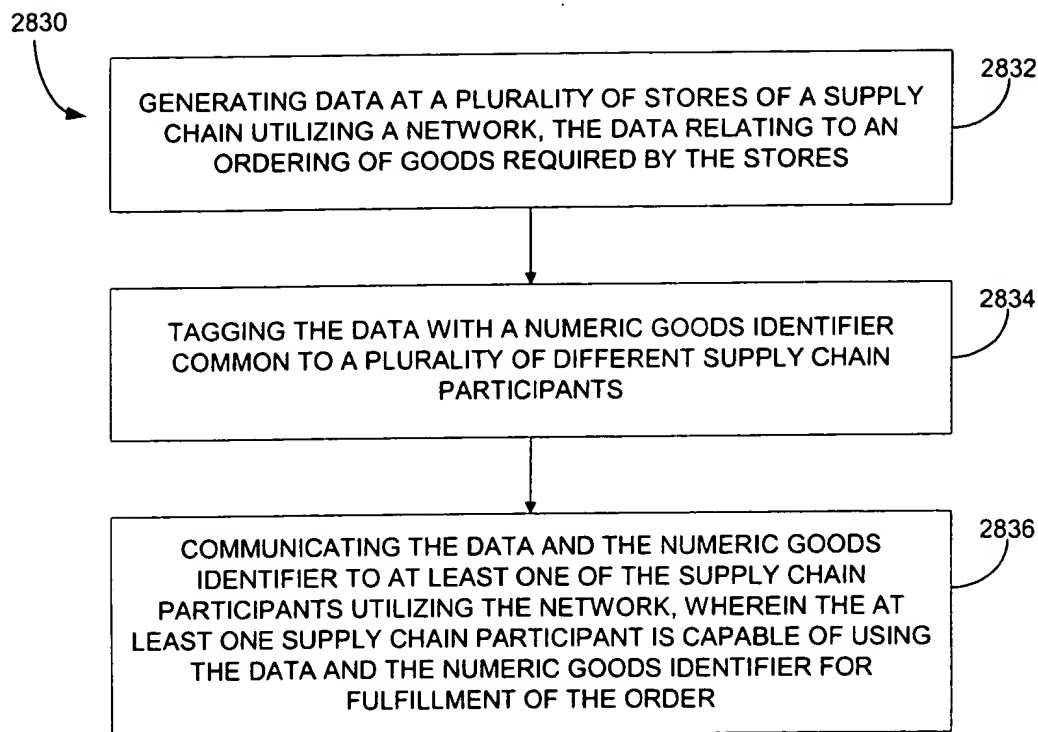 2830
2832
GENERATING DATA AT A PLURALITY OF STORES OF A SUPPLY
CHAIN UTILIZING A NETWORK, THE DATA RELATING TO AN
ORDERING OF GOODS REQUIRED BY THE STORES
2834
TAGGING THE DATA WITH A NUMERIC GOODS IDENTIFIER
COMMON TO A PLURALITY OF DIFFERENT SUPPLY CHAIN
PARTICIPANTS
2836
COMMUNICATING THE DATA AND THE NUMERIC GOODS
IDENTIFIER TO AT LEAST ONE OF THE SUPPLY CHAIN
PARTICIPANTS UTILIZING THE NETWORK, WHEREIN THE AT
LEAST ONE SUPPLY CHAIN PARTICIPANT IS CAPABLE OF USING
THE DATA AND THE NUMERIC GOODS IDENTIFIER FOR
FULFILLMENT OF THE ORDER